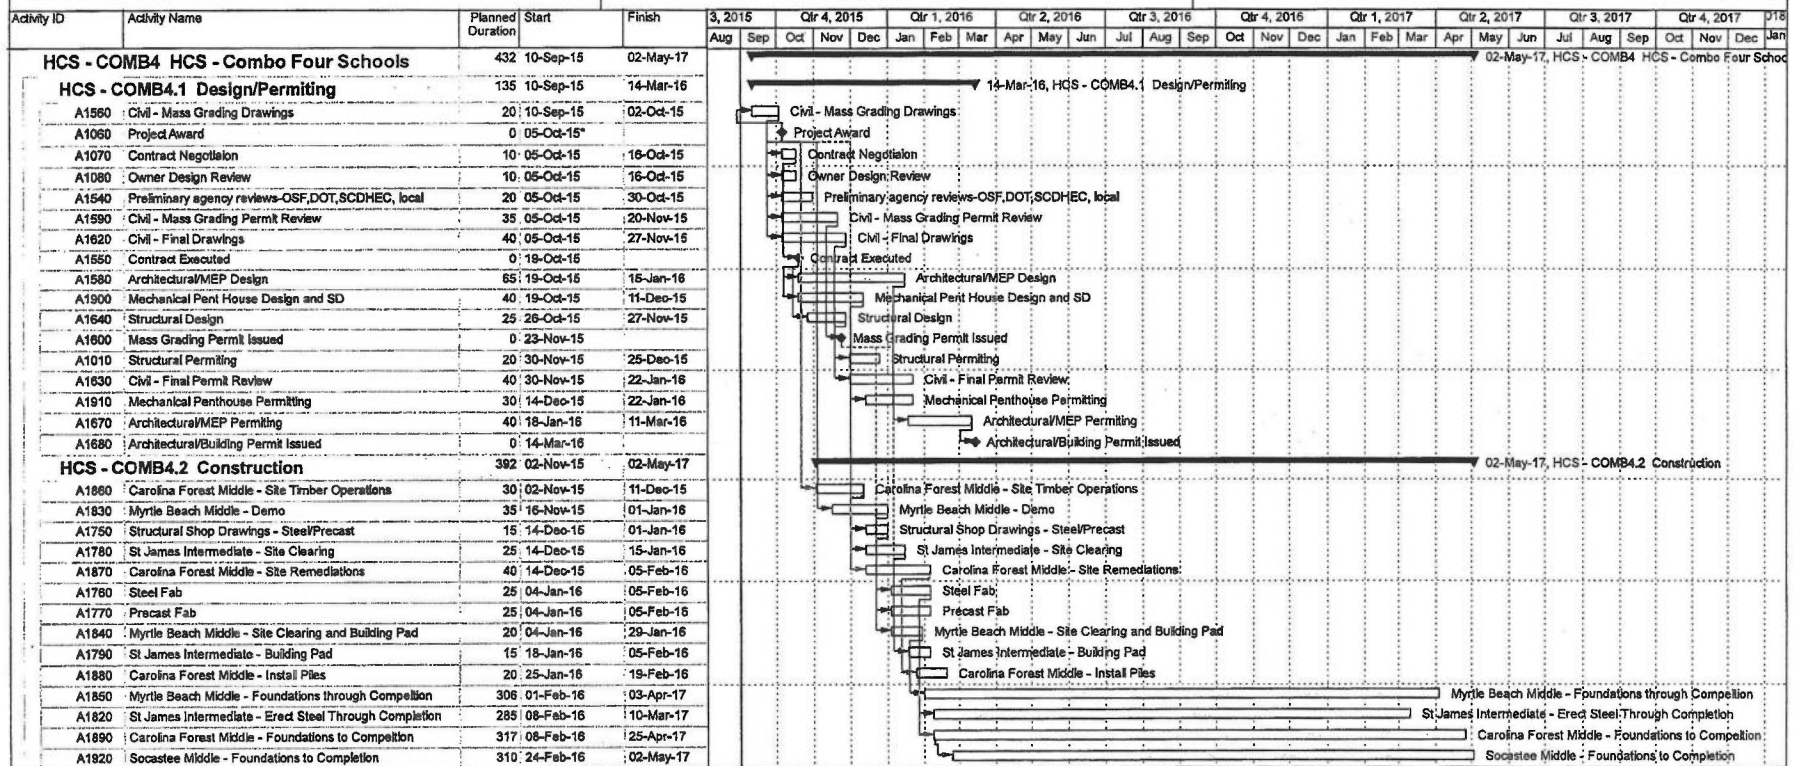 Activity ID Activity Name Planned Duration Start Finish 3, 2015 Qtr 4, 2015 Qtr 1, 2016 Qtr 2, 2016 Qtr 3, 2016 Qtr 4, 2016 Qtr 1, 2017 Qtr 2, 2017 Qtr 3, 2017 Qtr 4, 2017 J18
Aug Sep Oct Nov Dec Jan Feb Mar Apr May Jun Jul Aug Sep Oct Nov Dec Jan Feb Mar Apr May Jun Jul Aug Sep Oct Nov Dec Jan
HCS - COMB4 HCS - Combo Four Schools 432 10-Sep-15 02-May-17 02-May-17, HCS - COMB4 HCS - Combo Four Schoo
HCS - COMB4.1 Design/Permiting 135 10-Sep-15 14-Mar-16 14-Mar-16, HCS - COMB4.1 Design/Permiting
A1560 Civil - Mass Grading Drawings 20 10-Sep-15 02-Oct-15 Civil - Mass Grading Drawings
A1060 Project Award 0 05-Oct-15* Project Award
A1070 Contract Negotiaion 10 05-Oct-15 16-Oct-15 Contract Negotiaion
A1080 Owner Design Review 10 05-Oct-15 16-Oct-15 Owner Design Review
A1540 Preliminary agency reviews-OSF,DOT,SCDHEC, local 20 05-Oct-15 30-Oct-15 Preliminary agency reviews-OSF,DOT,SCDHEC, local
A1590 Civil - Mass Grading Permit Review 35 05-Oct-15 20-Nov-15 Civil - Mass Grading Permit Review
A1620 Civil - Final Drawings 40 05-Oct-15 27-Nov-15 Civil - Final Drawings
A1550 Contract Executed 0 19-Oct-15 Contract Executed
A1580 Architectural/MEP Design 65 19-Oct-15 15-Jan-16 Architectural/MEP Design
A1900 Mechanical Pent House Design and SD 40 19-Oct-15 11-Dec-15 Mechanical Pent House Design and SD
A1640 Structural Design 25 26-Oct-15 27-Nov-15 Structural Design
A1600 Mass Grading Permit Issued 0 23-Nov-15 Mass Grading Permit Issued
A1010 Structural Permiting 20 30-Nov-15 25-Dec-15 Structural Permiting
A1630 Civil - Final Permit Review 40 30-Nov-15 22-Jan-16 Civil - Final Permit Review
A1910 Mechanical Penthouse Permitting 30 14-Dec-15 22-Jan-16 Mechanical Penthouse Permitting
A1670 Architectural/MEP Permiting 40 18-Jan-16 11-Mar-16 Architectural/MEP Permiting
A1680 Architectural/Building Permit Issued 0 14-Mar-16 Architectural/Building Permit Issued
HCS - COMB4.2 Construction 392 02-Nov-15 02-May-17 02-May-17, HCS - COMB4.2 Construction
A1860 Carolina Forest Middle - Site Timber Operations 30 02-Nov-15 11-Dec-15 Carolina Forest Middle - Site Timber Operations
A1830 Myrtle Beach Middle - Demo 35 16-Nov-15 01-Jan-16 Myrtle Beach Middle - Demo
A1750 Structural Shop Drawings - Steel/Precast 15 14-Dec-15 01-Jan-16 Structural Shop Drawings - Steel/Precast
A1780 St James Intermediate - Site Clearing 25 14-Dec-15 15-Jan-16 St James Intermediate - Site Clearing
A1870 Carolina Forest Middle - Site Remediations 40 14-Dec-15 05-Feb-16 Carolina Forest Middle - Site Remediations
A1760 Steel Fab 25 04-Jan-16 05-Feb-16 Steel Fab
A1770 Precast Fab 25 04-Jan-16 05-Feb-16 Precast Fab
A1840 Myrtle Beach Middle - Site Clearing and Building Pad 20 04-Jan-16 29-Jan-16 Myrtle Beach Middle - Site Clearing and Building Pad
A1790 St James Intermediate - Building Pad 15 18-Jan-16 05-Feb-16 St James Intermediate - Building Pad
A1880 Carolina Forest Middle - Install Piles 20 25-Jan-16 19-Feb-16 Carolina Forest Middle - Install Piles
A1850 Myrtle Beach Middle - Foundations through Compeltion 306 01-Feb-16 03-Apr-17 Myrtle Beach Middle - Foundations through Compeltion
A1820 St James Intermediate - Erect Steel Through Completion 285 08-Feb-16 10-Mar-17 St James Intermediate - Erect Steel Through Completion
A1890 Carolina Forest Middle - Foundations to Compeltion 317 08-Feb-16 25-Apr-17 Carolina Forest Middle - Foundations to Compeltion
A1920 Socastee Middle - Foundations to Completion 310 24-Feb-16 02-May-17 Socastee Middle - Foundations to Completion